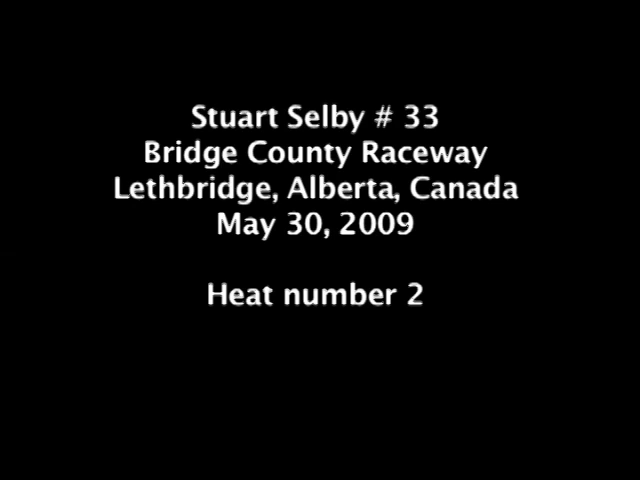 Stuart Selby # 33
Bridge County Raceway
Lethbridge, Alberta, Canada
May 30, 2009
Heat number 2